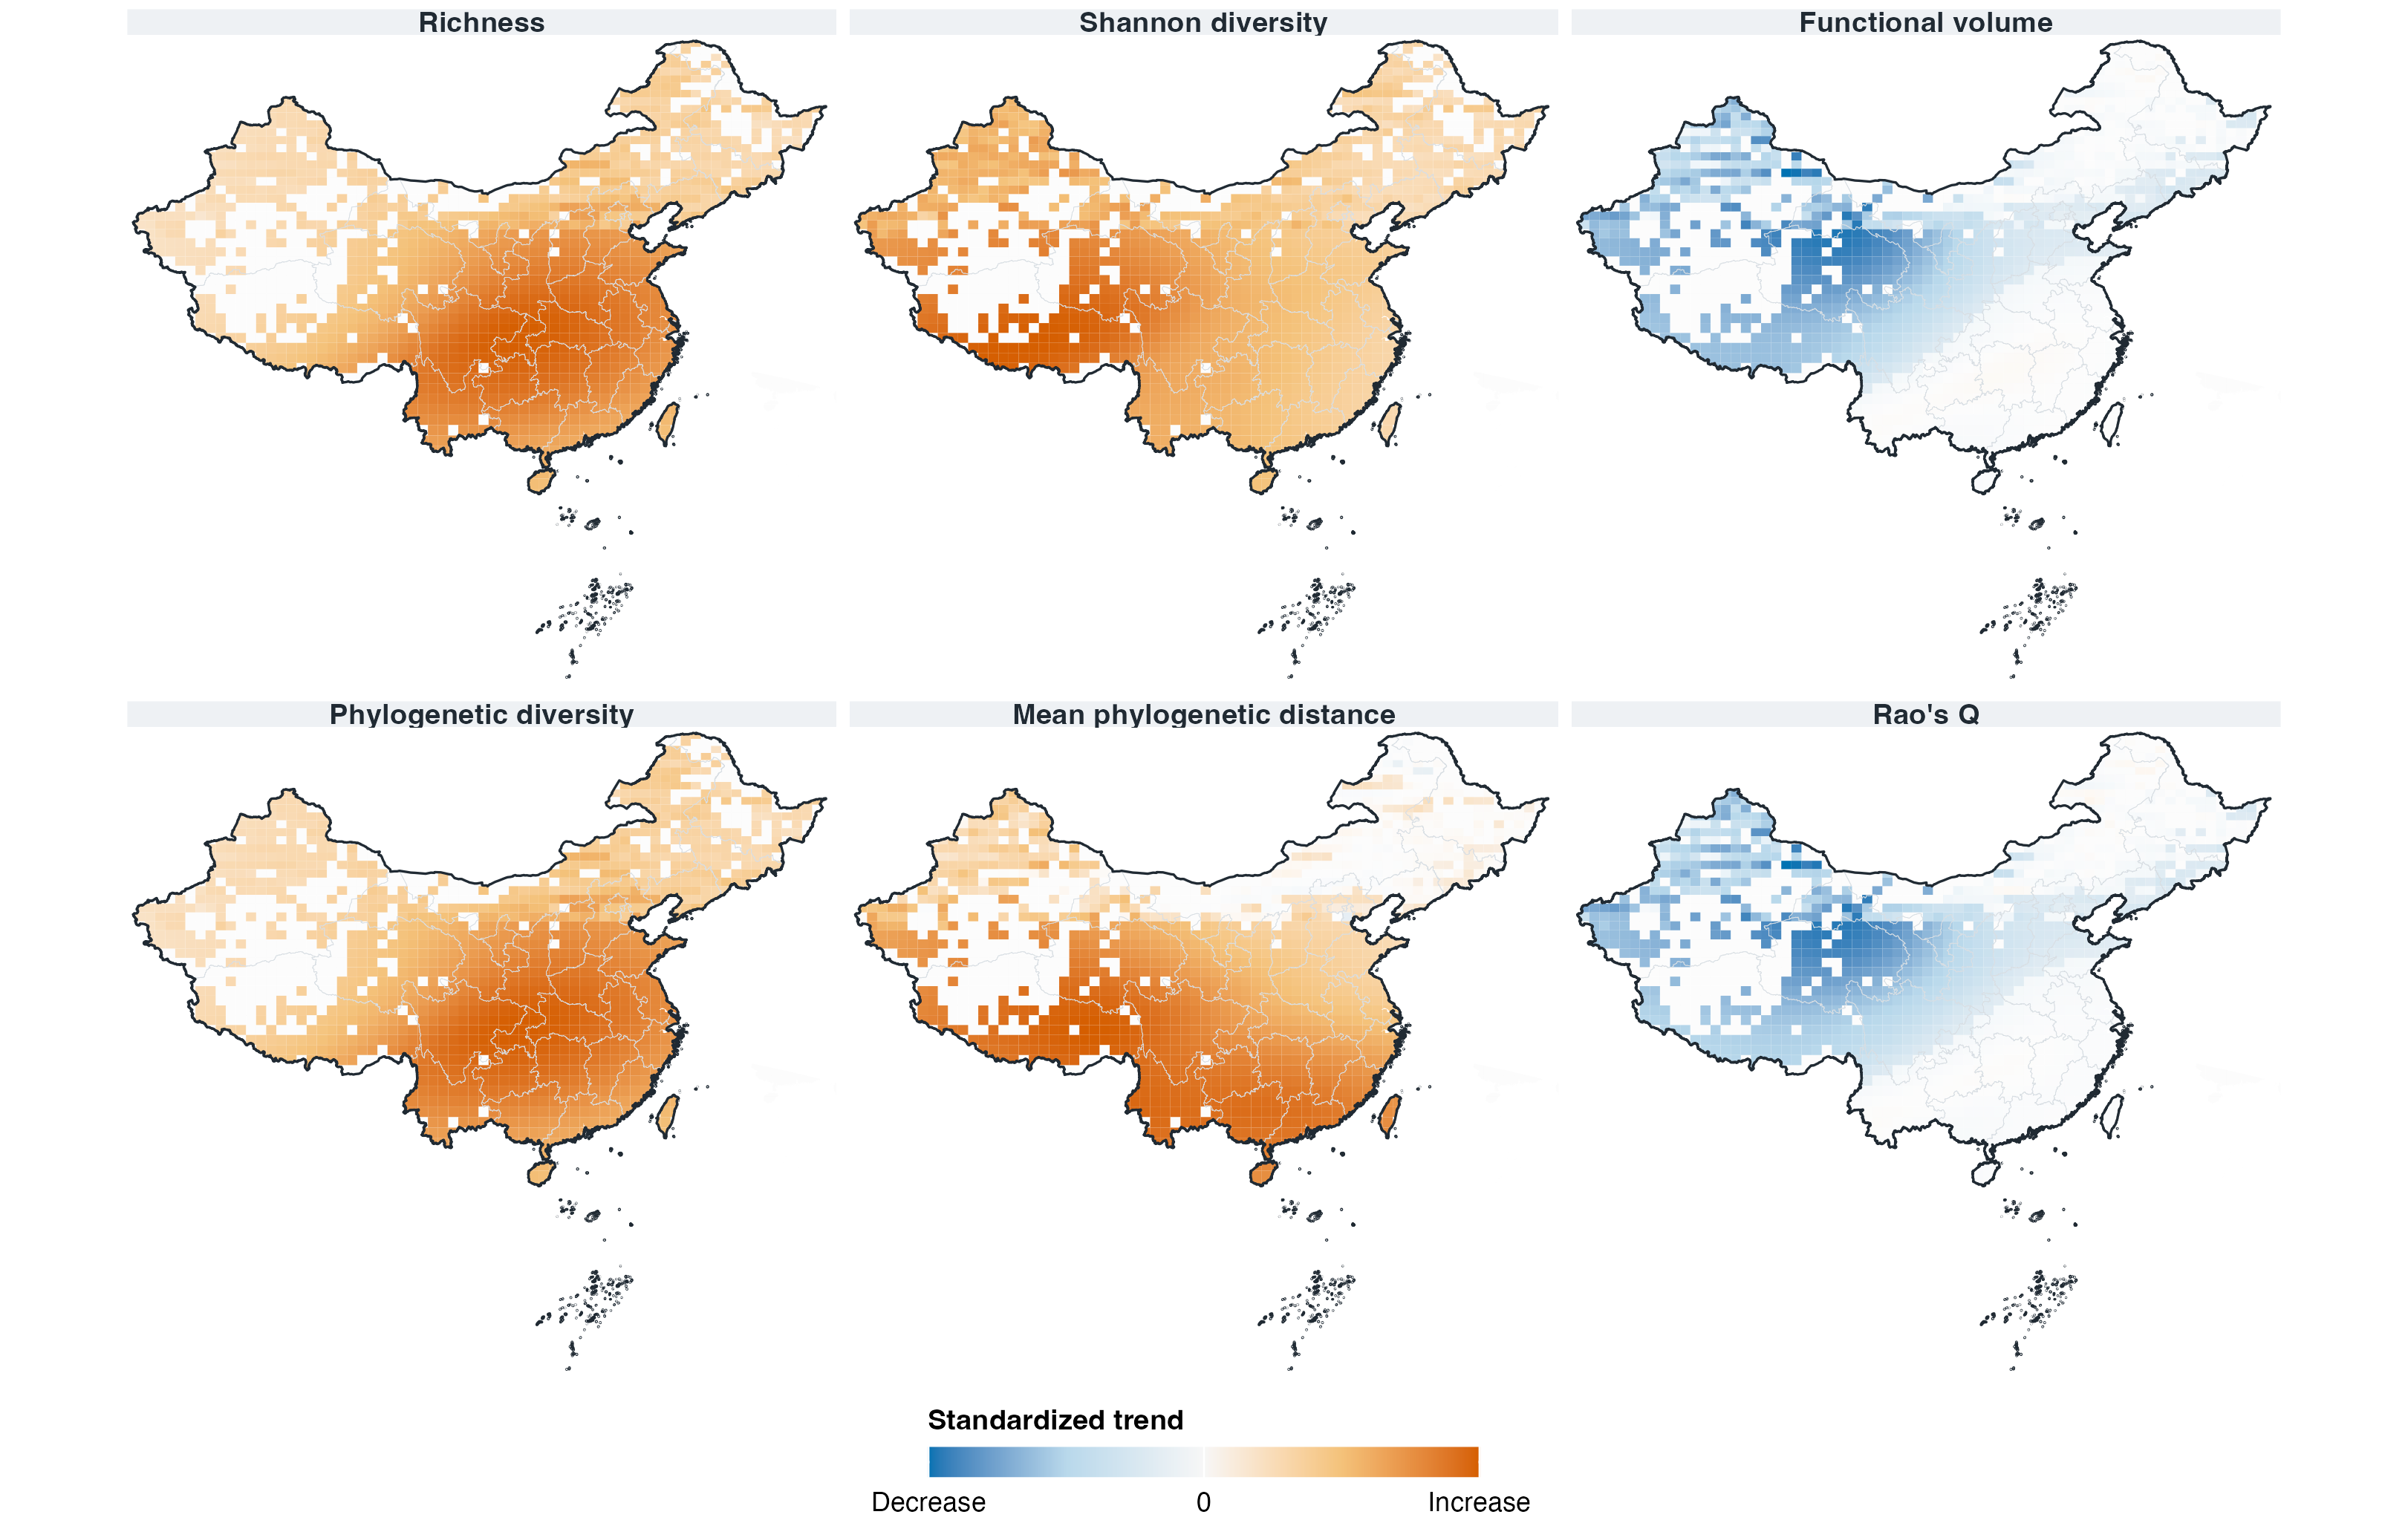 Richness
Shannon diversity
Functional volume
Phylogenetic diversity
Mean phylogenetic distance
Rao's Q
Standardized trend
Decrease
0
Increase